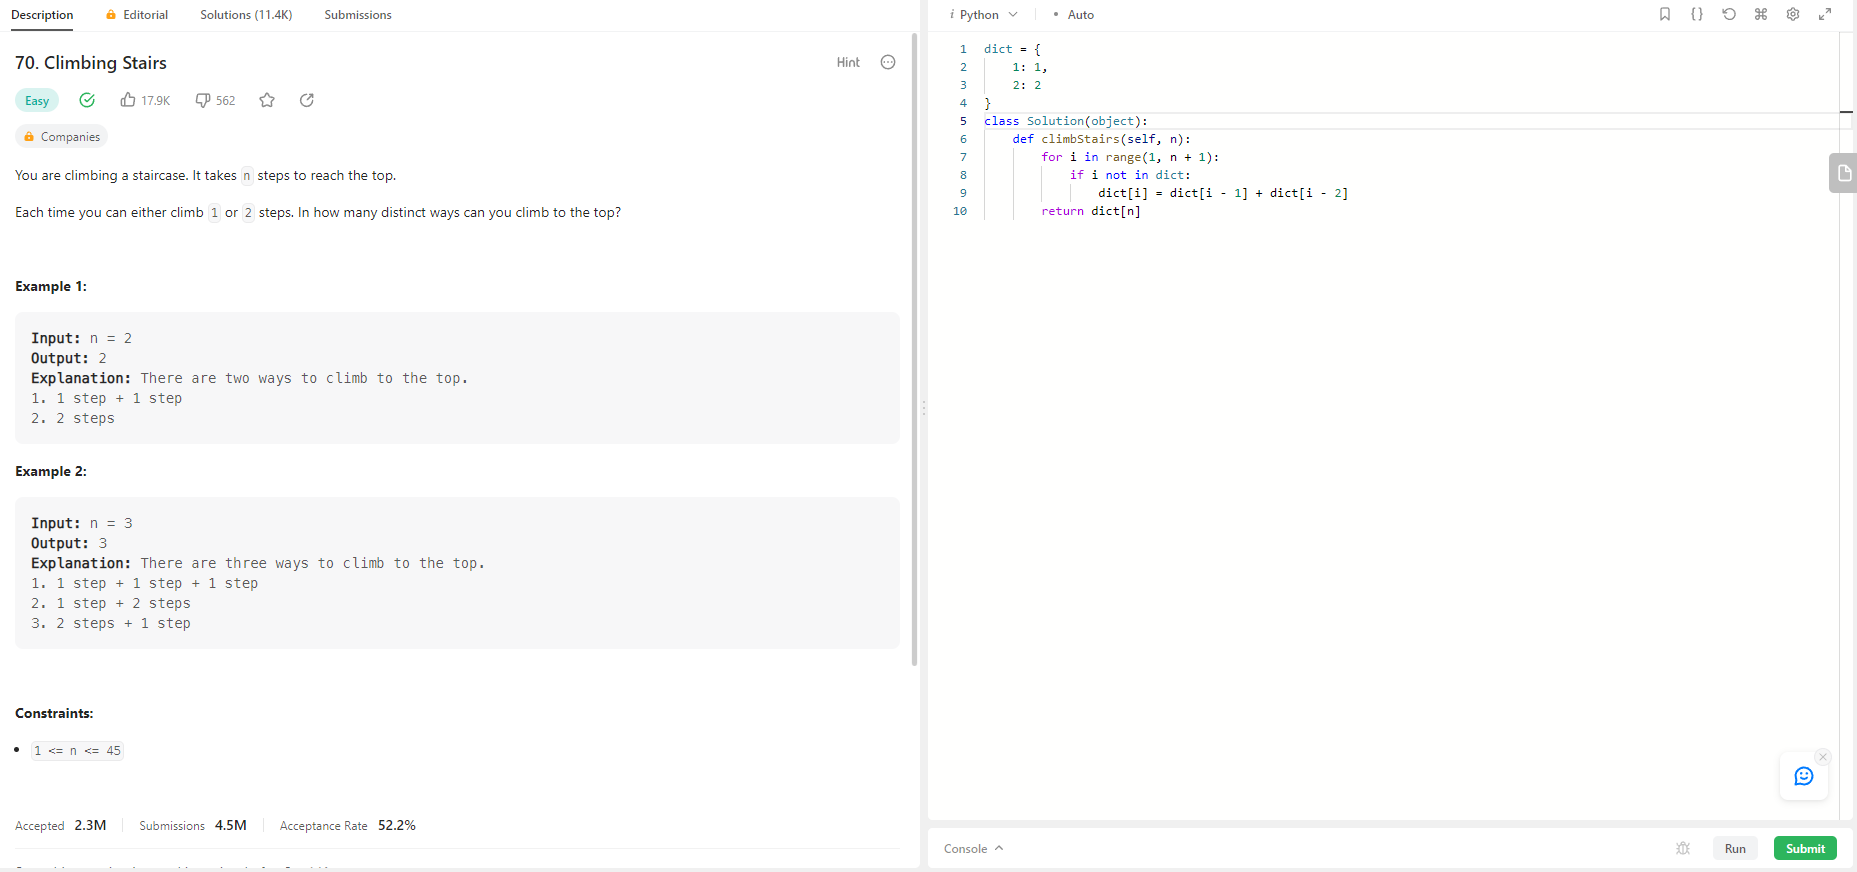 Description Editorial Solutions (11.4K) Submissions
70. Climbing Stairs
Hint
Easy 17.9K 562
Companies
You are climbing a staircase. It takes n steps to reach the top.
Each time you can either climb 1 or 2 steps. In how many distinct ways can you climb to the top?
Example 1:
Input: n = 2
Output: 2
Explanation: There are two ways to climb to the top.
1. 1 step + 1 step
2. 2 steps
Example 2:
Input: n = 3
Output: 3
Explanation: There are three ways to climb to the top.
1. 1 step + 1 step + 1 step
2. 1 step + 2 steps
3. 2 steps + 1 step
Constraints:
• 1 <= n <= 45
Accepted 2.3M Submissions 4.5M Acceptance Rate 52.2%
i Python • Auto
1 dict = {
2     1: 1,
3     2: 2
4 }
5 class Solution(object):
6     def climbStairs(self, n):
7         for i in range(1, n + 1):
8             if i not in dict:
9                 dict[i] = dict[i - 1] + dict[i - 2]
10         return dict[n]
Console Run Submit